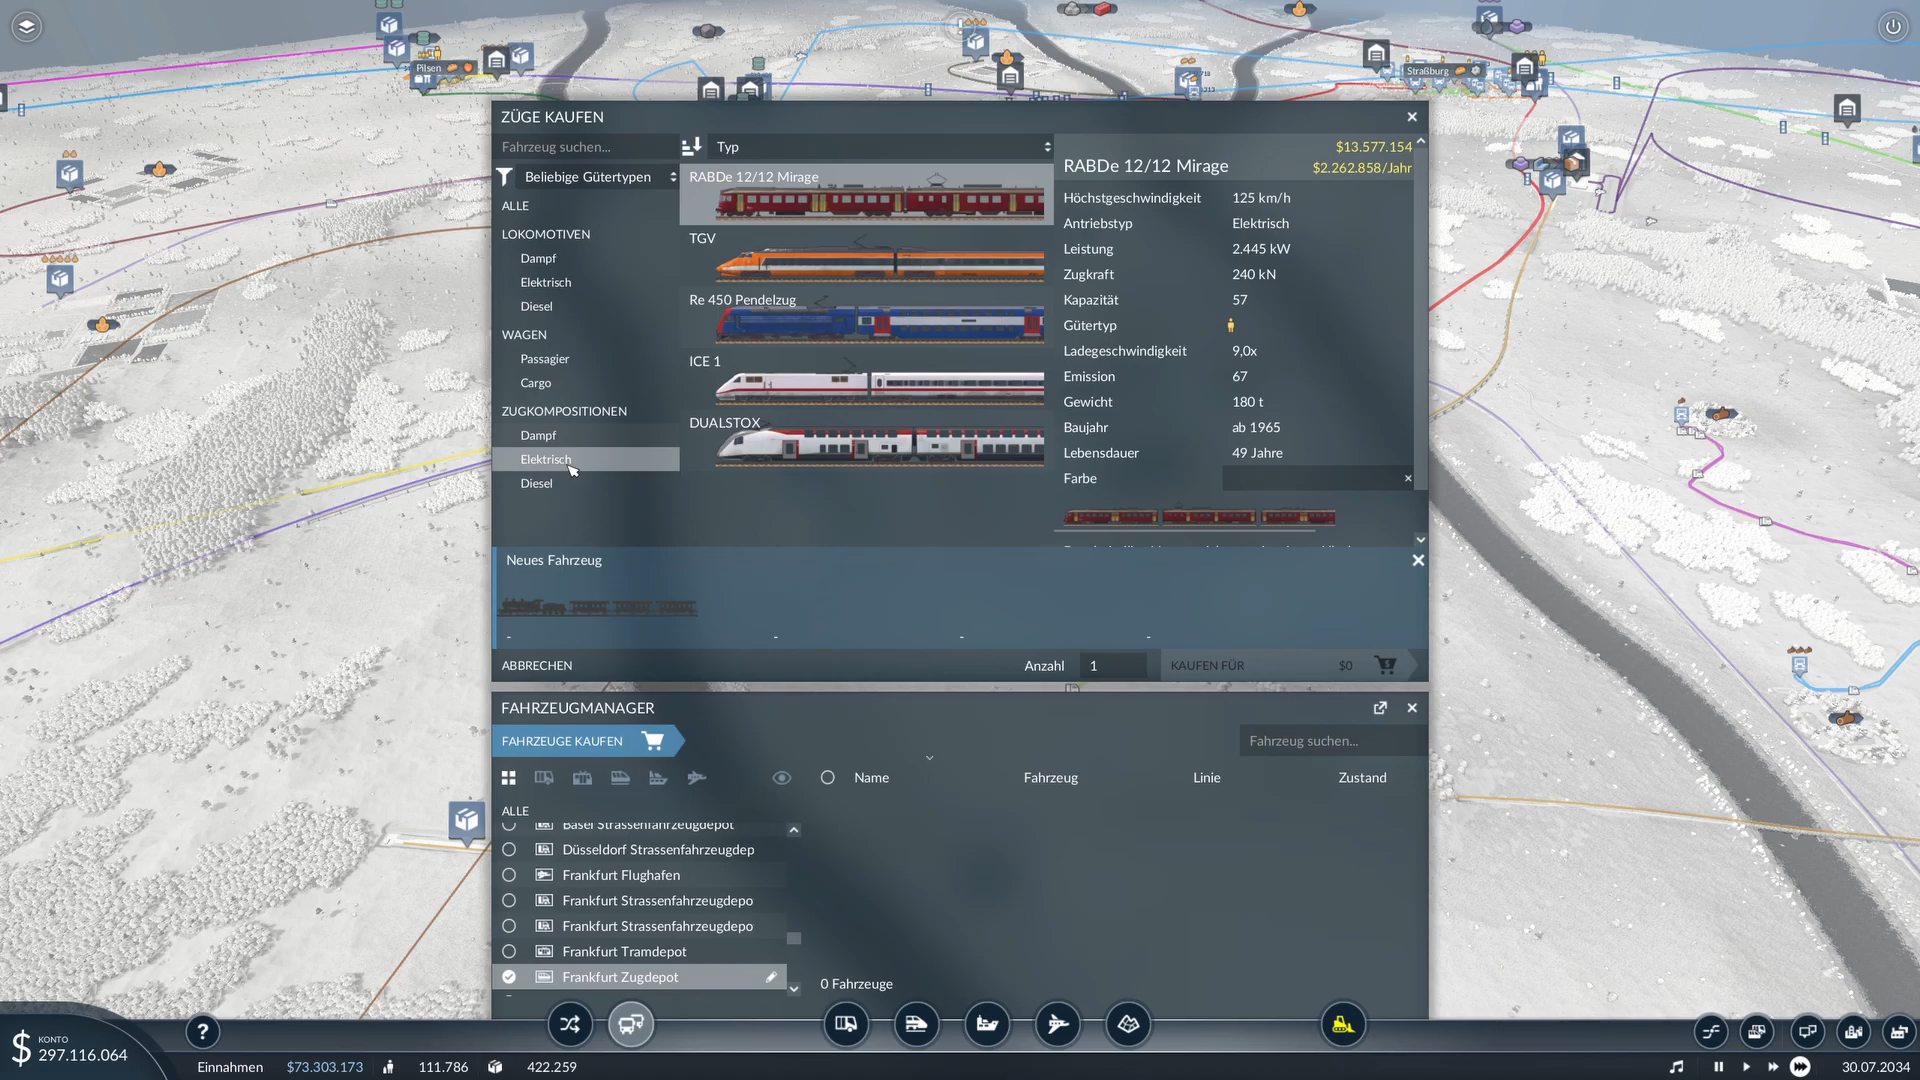 Pilsen
Straßburg
ZÜGE KAUFEN
Fahrzeug suchen...
Typ
Beliebige Gütertypen
ALLE
LOKOMOTIVEN
Dampf
Elektrisch
Diesel
WAGEN
Passagier
Cargo
ZUGKOMPOSITIONEN
Dampf
Elektrisch
Diesel
RABDe 12/12 Mirage
TGV
Re 450 Pendelzug
ICE 1
DUALSTOX
$13.577.154
RABDe 12/12 Mirage
$2.262.858/Jahr
Höchstgeschwindigkeit 125 km/h
Antriebstyp Elektrisch
Leistung 2.445 kW
Zugkraft 240 kN
Kapazität 57
Gütertyp
Ladegeschwindigkeit 9,0x
Emission 67
Gewicht 180 t
Baujahr ab 1965
Lebensdauer 49 Jahre
Farbe
Neues Fahrzeug
- - - -
ABBRECHEN
Anzahl 1
KAUFEN FÜR $0
FAHRZEUGMANAGER
FAHRZEUGE KAUFEN
Fahrzeug suchen...
Name Fahrzeug Linie Zustand
ALLE
Basel Strassenfahrzeugdepot
Düsseldorf Strassenfahrzeugdep
Frankfurt Flughafen
Frankfurt Strassenfahrzeugdepo
Frankfurt Strassenfahrzeugdepo
Frankfurt Tramdepot
Frankfurt Zugdepot
0 Fahrzeuge
$ KONTO
297.116.064
?
Einnahmen $73.303.173 111.786 422.259
30.07.2034